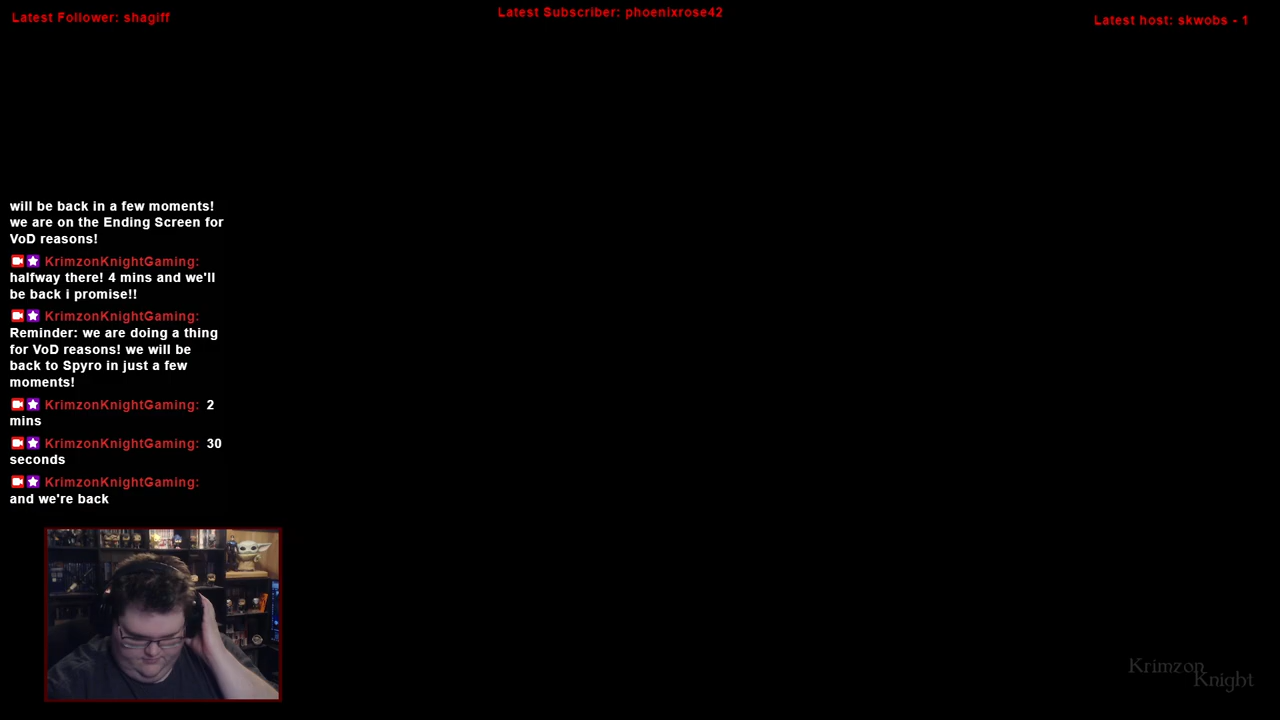 Latest Follower: shagiff
Latest Subscriber: phoenixrose42
Latest host: skwobs - 1
will be back in a few moments!
we are on the Ending Screen for
VoD reasons!
KrimzonKnightGaming:
halfway there! 4 mins and we'll
be back i promise!!
KrimzonKnightGaming:
Reminder: we are doing a thing
for VoD reasons! we will be
back to Spyro in just a few
moments!
KrimzonKnightGaming: 2
mins
KrimzonKnightGaming: 30
seconds
KrimzonKnightGaming:
and we're back
Krimzon
Knight